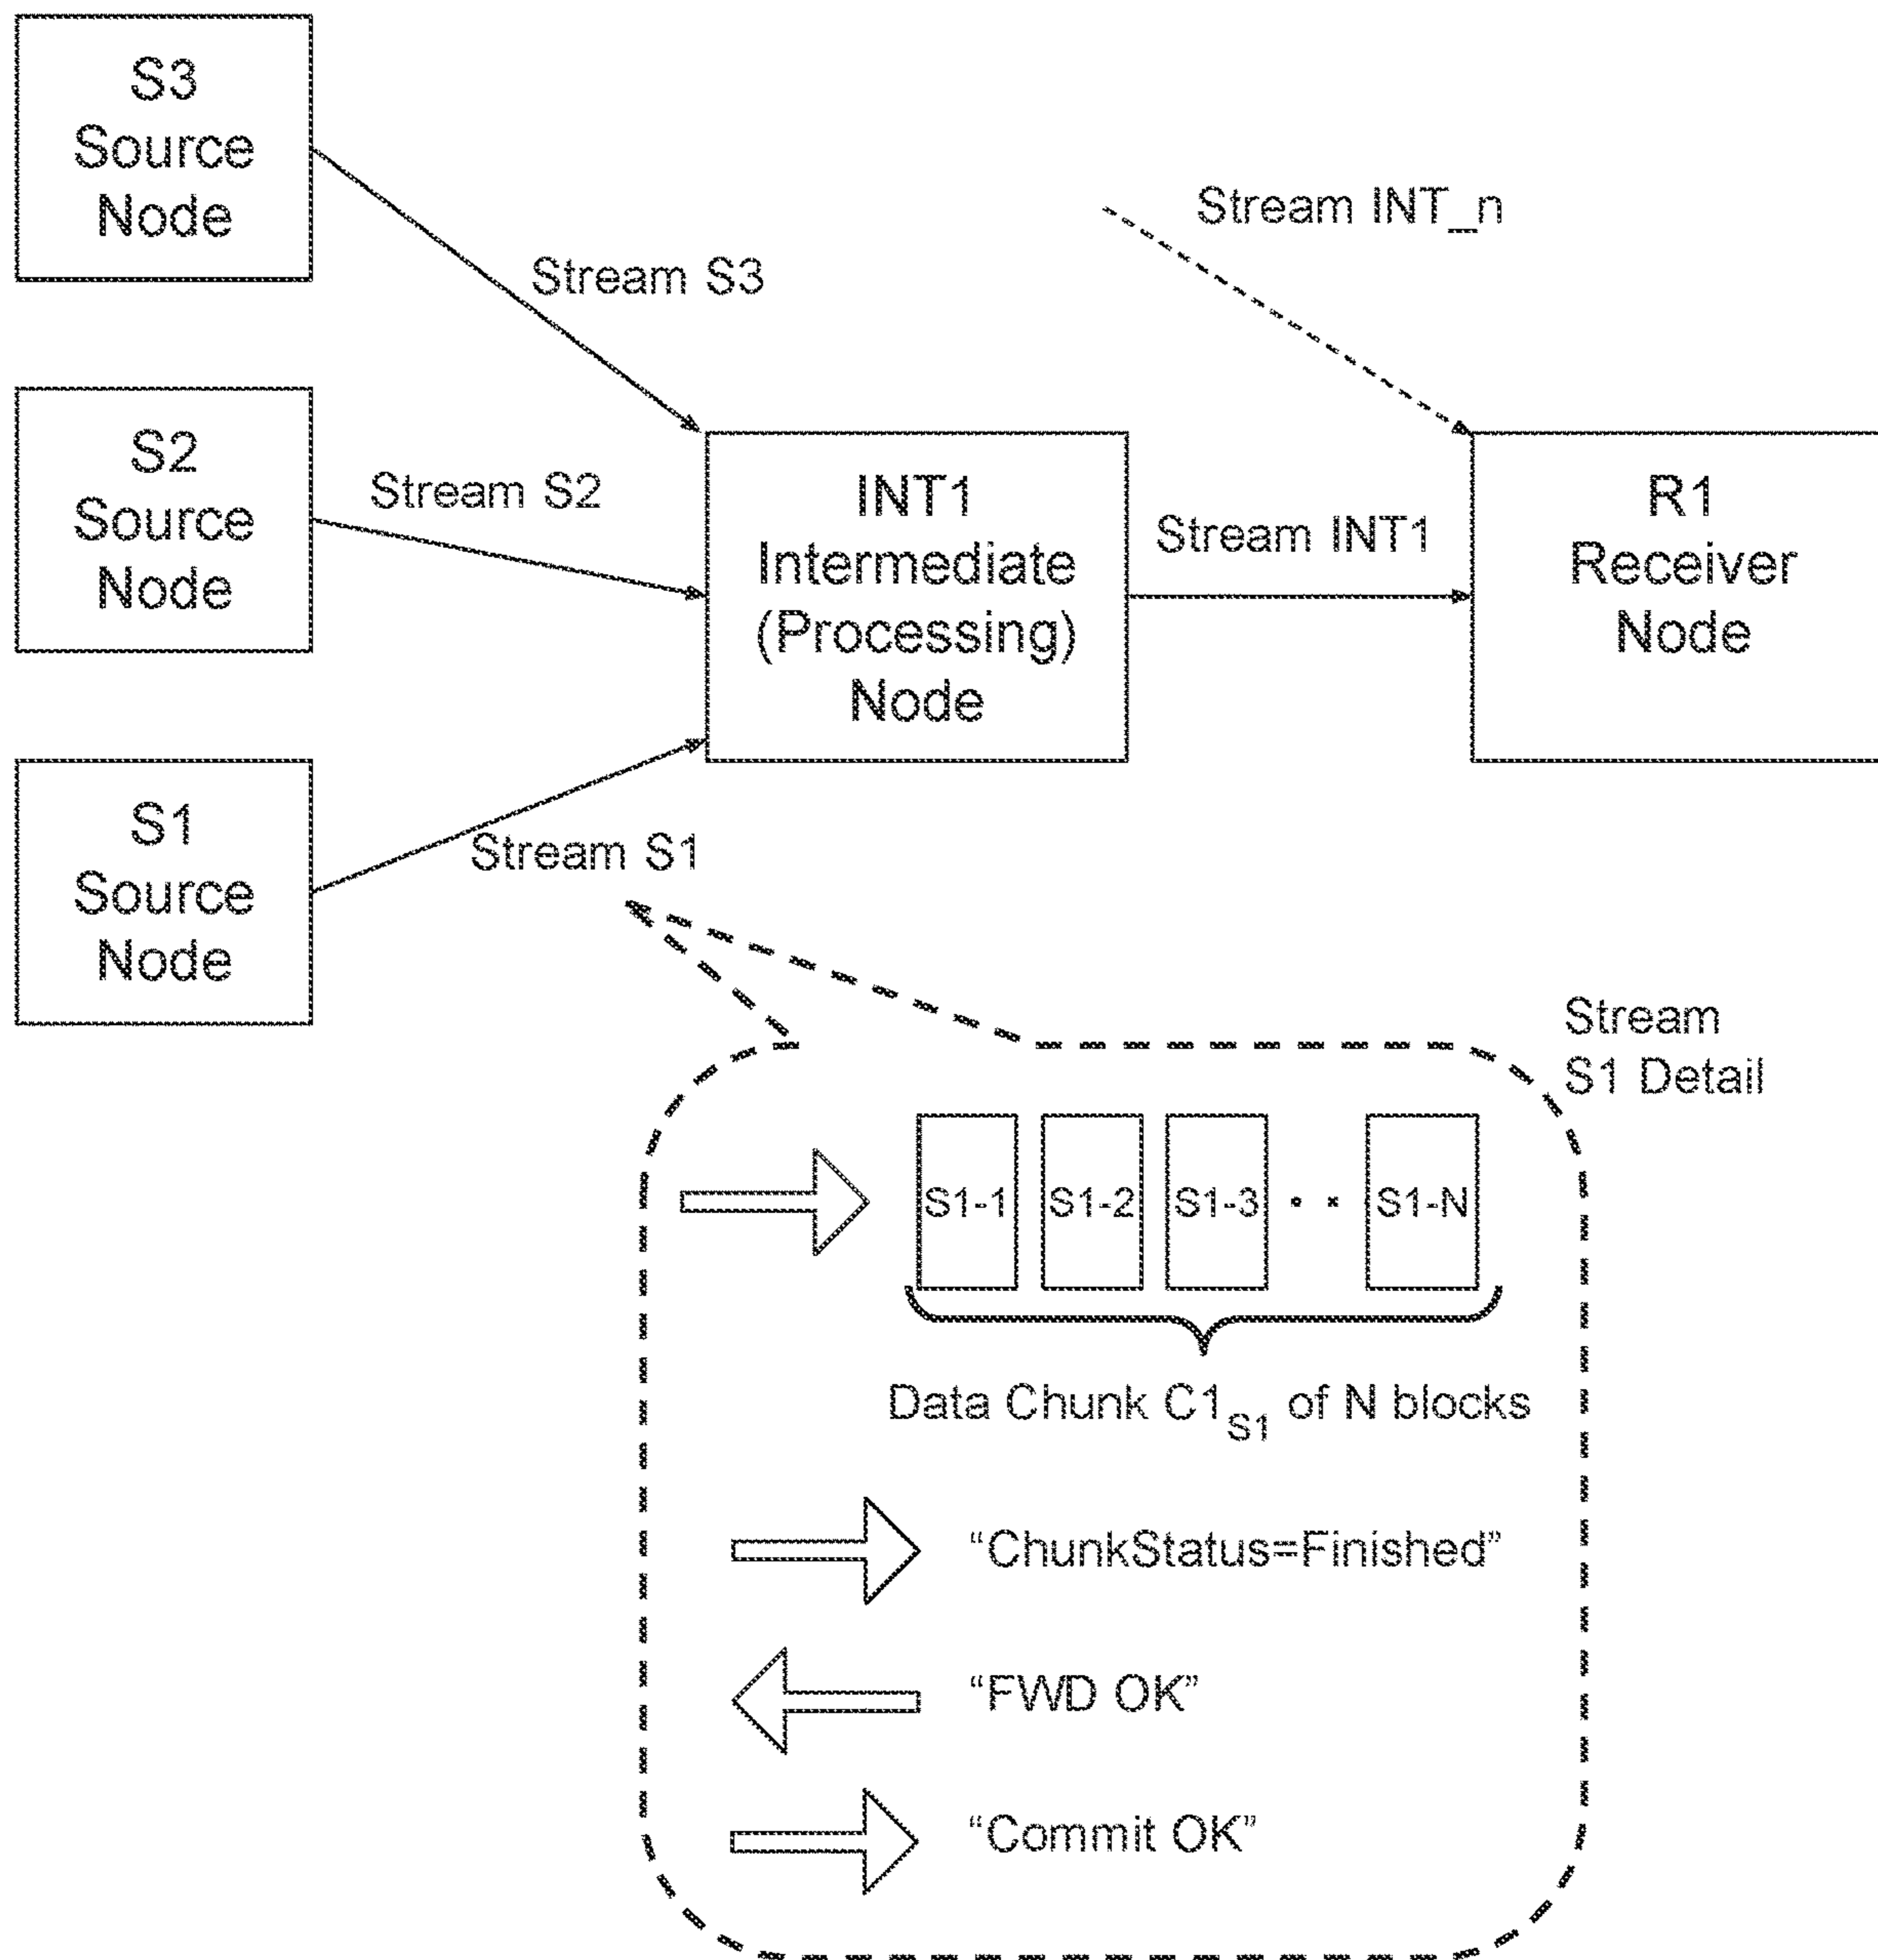 S3
Source
Node
Stream S3
Stream INT_n
S2
Source
Node
Stream S2
INT1
Intermediate
(Processing)
Node
Stream INT1
R1
Receiver
Node
S1
Source
Node
Stream S1
Stream
S1 Detail
S1-1 S1-2 S1-3 S1-N
Data Chunk C1S1 of N blocks
“ChunkStatus=Finished”
“FWD OK”
“Commit OK”